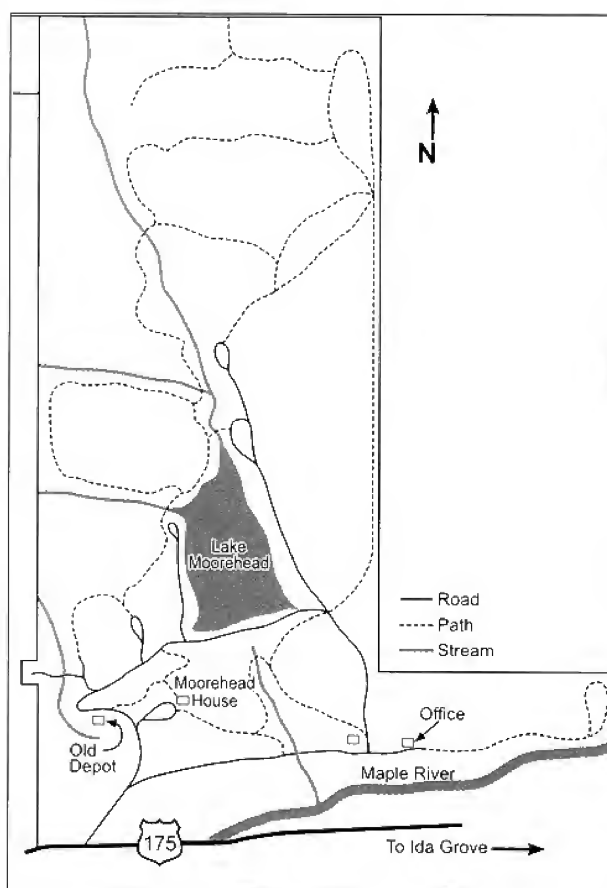 N
Lake
Moorehead
Road
Path
Stream
Moorehead
House
Office
Old
Depot
Maple River
175
To Ida Grove